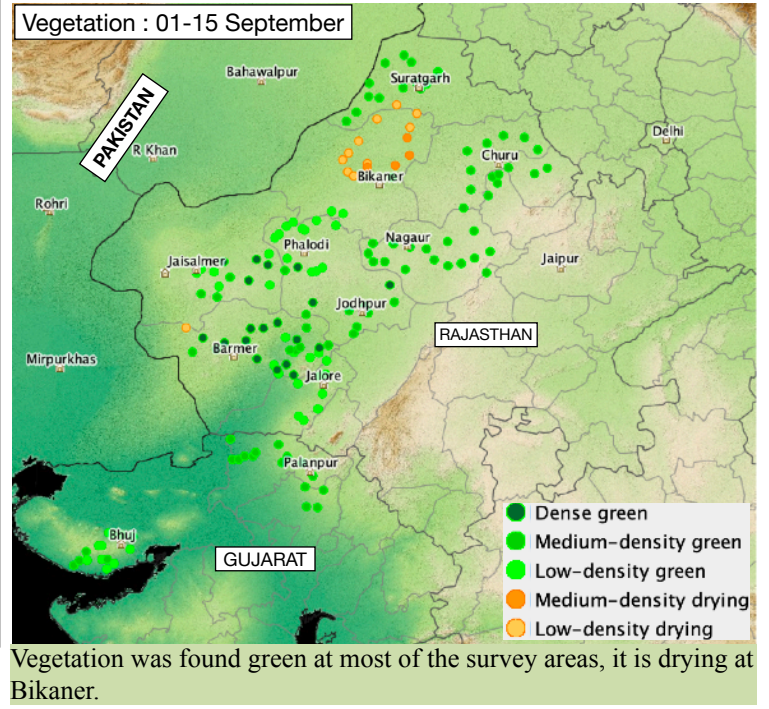 Vegetation : 01-15 September
Bahawalpur
Suratgarh
PAKISTAN
R Khan
Delhi
Churu
Bikaner
Rohri
Nagaur
Phalodi
Jaisalmer
Jaipur
Jodhpur
RAJASTHAN
Barmer
Mirpurkhas
Jalore
Palanpur
Dense green
Bhuj
Medium-density green
GUJARAT
Low-density green
Medium-density drying
Low-density drying
Vegetation was found green at most of the survey areas, it is drying at
Bikaner.